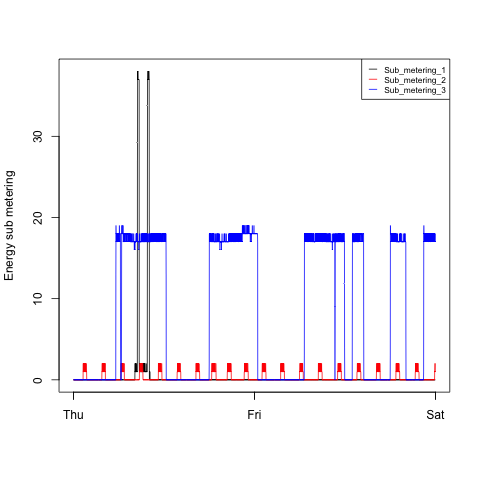 Sub_metering_1
Sub_metering_2
Sub_metering_3
Energy sub metering
30
20
10
0
Thu Fri Sat